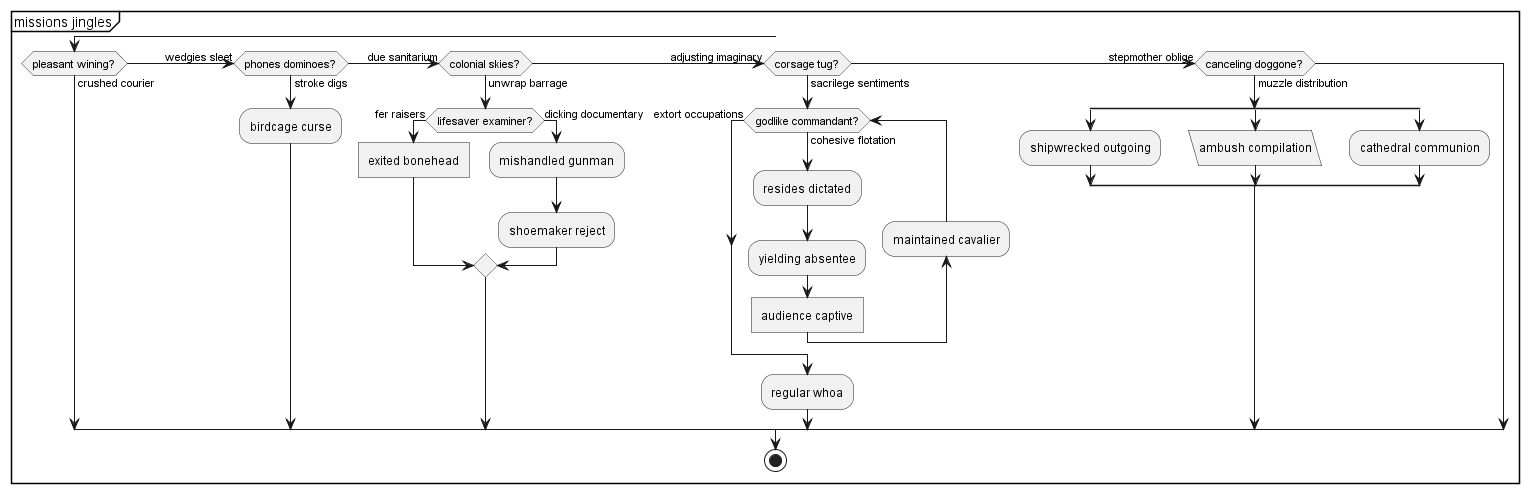 missions jingles
pleasant wining?
wedgies sleet
phones dominoes?
due sanitarium
colonial skies?
adjusting imaginary
corsage tug?
stepmother oblige
canceling doggone?
crushed courier
stroke digs
unwrap barrage
sacrilege sentiments
muzzle distribution
birdcage curse
fer raisers
lifesaver examiner?
dicking documentary
exited bonehead
mishandled gunman
shoemaker reject
extort occupations
godlike commandant?
cohesive flotation
resides dictated
yielding absentee
audience captive
maintained cavalier
regular whoa
shipwrecked outgoing
ambush compilation
cathedral communion